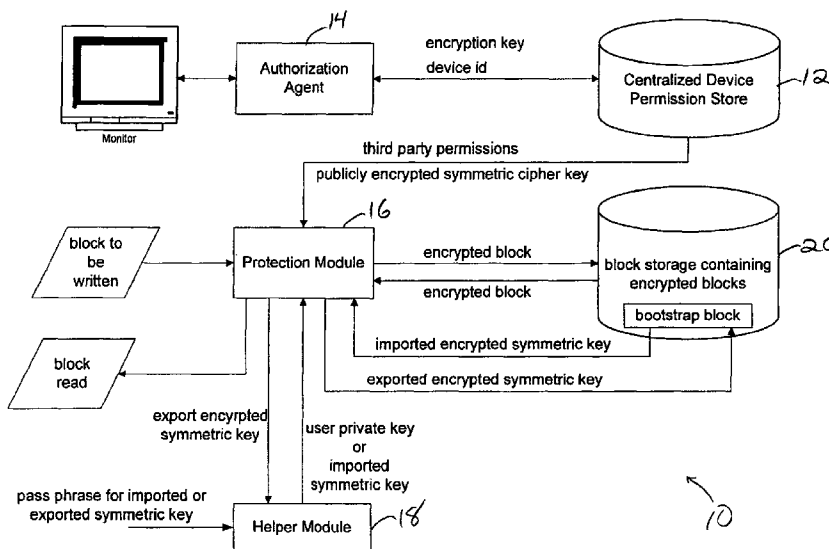 14
encryption key
device id
Authorization
Agent
Centralized Device
Permission Store
12
Monitor
third party permissions
publicly encrypted symmetric cipher key
16
block to
be
written
Protection Module
encrypted block
encrypted block
block storage containing
encrypted blocks
20
bootstrap block
imported encrypted symmetric key
exported encrypted symmetric key
block
read
export encyrpted
symmetric key
user private key
or
imported
symmetric key
pass phrase for imported or
exported symmetric key
Helper Module
18
10